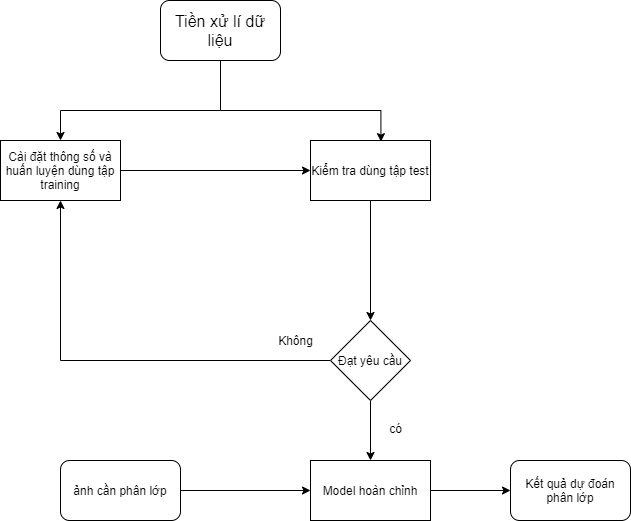 Tiền xử lí dữ
liệu
Cài đặt thông số và
huấn luyện dùng tập
training
Kiểm tra dùng tập test
Không
Đạt yêu cầu
có
ảnh cần phân lớp
Model hoàn chỉnh
Kết quả dự đoán
phân lớp